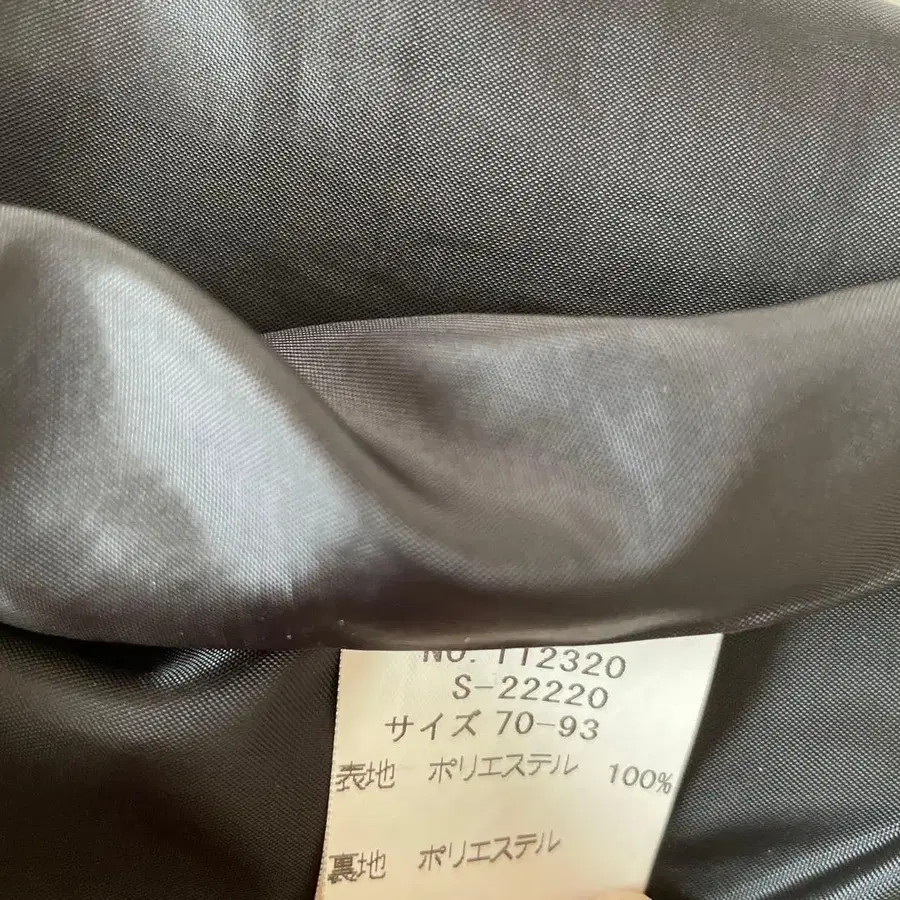 NO. 112320
S-22220
サイズ 70-93
表地 ポリエステル 100%
裏地 ポリエステル